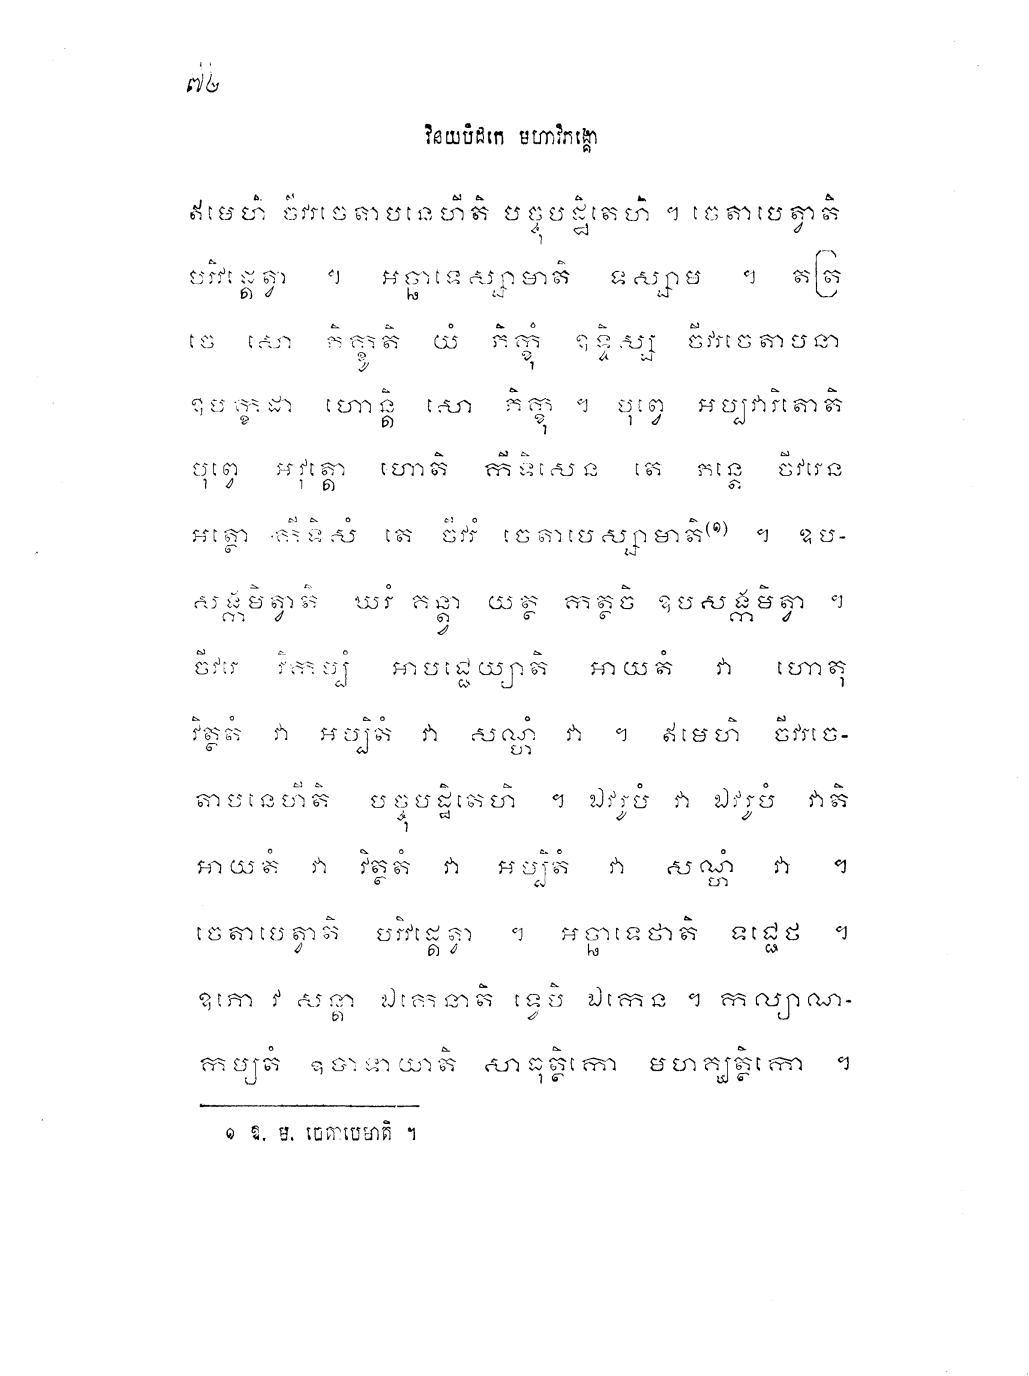 ៧៤
វិនយបិដកេ មហាវិភង្គោ
ឥមេហិ ចីវរចេតាបនេហីតិ បច្ចុបដ្ឋិតេហិ ។ ចេតាបេត្វាតិ
បរិវដ្តេត្វា ។ អច្ឆាទេស្សាមាតិ ទស្សាម ។ តត្រ
ចេ សោ ភិក្ខូតិ យំ ភិក្ខុំ ឧទ្ទិស្ស ចីវរចេតាបនា
ឧបក្ខដា ហោន្តិ សោ ភិក្ខុ ។ បុព្វេ អប្បវារិតោតិ
បុព្វេ អវុត្តោ ហោតិ កីទិសេន តេ ភន្តេ ចីវរេន
អត្ថោ កីទិសំ តេ ចីវរំ ចេតាបេស្សាមាតិ(១) ។ ឧប-
សង្កមិត្វាតិ ឃរំ គន្ត្វា យត្ថ កត្ថចិ ឧបសង្កមិត្វា ។
ចីវរេ វិកប្បំ អាបជ្ជេយ្យាតិ អាយតំ វា ហោតុ
វិត្ថតំ វា អប្បិតំ វា សណ្ហំ វា ។ ឥមេហិ ចីវរចេ-
តាបនេហីតិ បច្ចុបដ្ឋិតេហិ ។ ឯវរូបំ វា ឯវរូបំ វាតិ
អាយតំ វា វិត្ថតំ វា អប្បិតំ វា សណ្ហំ វា ។
ចេតាបេត្វាតិ បរិវដ្តេត្វា ។ អច្ឆាទេថាតិ ទជ្ជេថ ។
ឧភោ វ សន្តា ឯកេនាតិ ទ្វេបិ ឯកេន ។ កល្យាណ-
កម្យតំ ឧបាទាយាតិ សាធុត្ថិកោ មហគ្ឃត្ថិកោ ។
១ ឱ. ម. ចេតាបេមាតិ ។